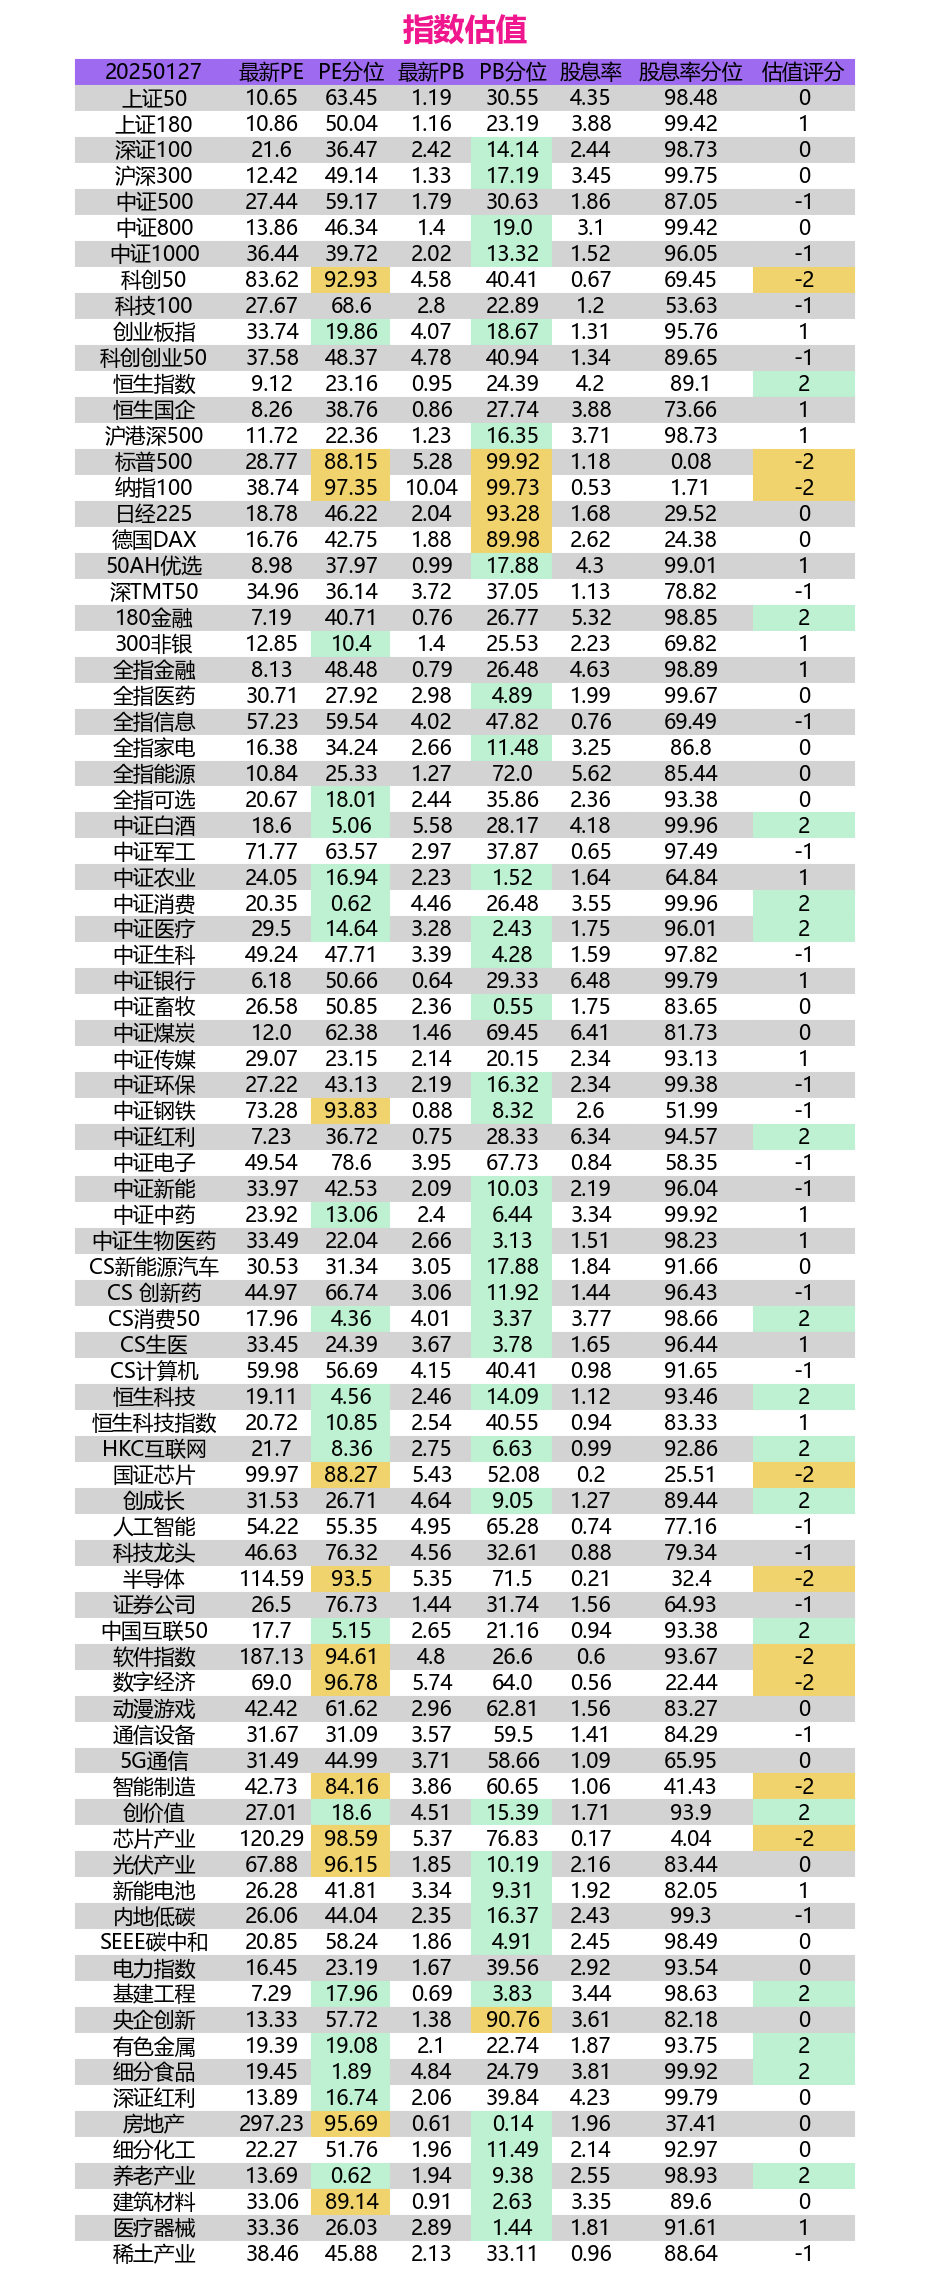 指数估值
20250127 最新PE PE分位 最新PB PB分位 股息率 股息率分位 估值评分
上证50 10.65 63.45 1.19 30.55 4.35 98.48 0
上证180 10.86 50.04 1.16 23.19 3.88 99.42 1
深证100 21.6 36.47 2.42 14.14 2.44 98.73 0
沪深300 12.42 49.14 1.33 17.19 3.45 99.75 0
中证500 27.44 59.17 1.79 30.63 1.86 87.05 -1
中证800 13.86 46.34 1.4 19.0 3.1 99.42 0
中证1000 36.44 39.72 2.02 13.32 1.52 96.05 -1
科创50 83.62 92.93 4.58 40.41 0.67 69.45 -2
科技100 27.67 68.6 2.8 22.89 1.2 53.63 -1
创业板指 33.74 19.86 4.07 18.67 1.31 95.76 1
科创创业50 37.58 48.37 4.78 40.94 1.34 89.65 -1
恒生指数 9.12 23.16 0.95 24.39 4.2 89.1 2
恒生国企 8.26 38.76 0.86 27.74 3.88 73.66 1
沪港深500 11.72 22.36 1.23 16.35 3.71 98.73 1
标普500 28.77 88.15 5.28 99.92 1.18 0.08 -2
纳指100 38.74 97.35 10.04 99.73 0.53 1.71 -2
日经225 18.78 46.22 2.04 93.28 1.68 29.52 0
德国DAX 16.76 42.75 1.88 89.98 2.62 24.38 0
50AH优选 8.98 37.97 0.99 17.88 4.3 99.01 1
深TMT50 34.96 36.14 3.72 37.05 1.13 78.82 -1
180金融 7.19 40.71 0.76 26.77 5.32 98.85 2
300非银 12.85 10.4 1.4 25.53 2.23 69.82 1
全指金融 8.13 48.48 0.79 26.48 4.63 98.89 1
全指医药 30.71 27.92 2.98 4.89 1.99 99.67 0
全指信息 57.23 59.54 4.02 47.82 0.76 69.49 -1
全指家电 16.38 34.24 2.66 11.48 3.25 86.8 0
全指能源 10.84 25.33 1.27 72.0 5.62 85.44 0
全指可选 20.67 18.01 2.44 35.86 2.36 93.38 0
中证白酒 18.6 5.06 5.58 28.17 4.18 99.96 2
中证军工 71.77 63.57 2.97 37.87 0.65 97.49 -1
中证农业 24.05 16.94 2.23 1.52 1.64 64.84 1
中证消费 20.35 0.62 4.46 26.48 3.55 99.96 2
中证医疗 29.5 14.64 3.28 2.43 1.75 96.01 2
中证生科 49.24 47.71 3.39 4.28 1.59 97.82 -1
中证银行 6.18 50.66 0.64 29.33 6.48 99.79 1
中证畜牧 26.58 50.85 2.36 0.55 1.75 83.65 0
中证煤炭 12.0 62.38 1.46 69.45 6.41 81.73 0
中证传媒 29.07 23.15 2.14 20.15 2.34 93.13 1
中证环保 27.22 43.13 2.19 16.32 2.34 99.38 -1
中证钢铁 73.28 93.83 0.88 8.32 2.6 51.99 -1
中证红利 7.23 36.72 0.75 28.33 6.34 94.57 2
中证电子 49.54 78.6 3.95 67.73 0.84 58.35 -1
中证新能 33.97 42.53 2.09 10.03 2.19 96.04 -1
中证中药 23.92 13.06 2.4 6.44 3.34 99.92 1
中证生物医药 33.49 22.04 2.66 3.13 1.51 98.23 1
CS新能源汽车 30.53 31.34 3.05 17.88 1.84 91.66 0
CS 创新药 44.97 66.74 3.06 11.92 1.44 96.43 -1
CS消费50 17.96 4.36 4.01 3.37 3.77 98.66 2
CS生医 33.45 24.39 3.67 3.78 1.65 96.44 1
CS计算机 59.98 56.69 4.15 40.41 0.98 91.65 -1
恒生科技 19.11 4.56 2.46 14.09 1.12 93.46 2
恒生科技指数 20.72 10.85 2.54 40.55 0.94 83.33 1
HKC互联网 21.7 8.36 2.75 6.63 0.99 92.86 2
国证芯片 99.97 88.27 5.43 52.08 0.2 25.51 -2
创成长 31.53 26.71 4.64 9.05 1.27 89.44 2
人工智能 54.22 55.35 4.95 65.28 0.74 77.16 -1
科技龙头 46.63 76.32 4.56 32.61 0.88 79.34 -1
半导体 114.59 93.5 5.35 71.5 0.21 32.4 -2
证券公司 26.5 76.73 1.44 31.74 1.56 64.93 -1
中国互联50 17.7 5.15 2.65 21.16 0.94 93.38 2
软件指数 187.13 94.61 4.8 26.6 0.6 93.67 -2
数字经济 69.0 96.78 5.74 64.0 0.56 22.44 -2
动漫游戏 42.42 61.62 2.96 62.81 1.56 83.27 0
通信设备 31.67 31.09 3.57 59.5 1.41 84.29 -1
5G通信 31.49 44.99 3.71 58.66 1.09 65.95 0
智能制造 42.73 84.16 3.86 60.65 1.06 41.43 -2
创价值 27.01 18.6 4.51 15.39 1.71 93.9 2
芯片产业 120.29 98.59 5.37 76.83 0.17 4.04 -2
光伏产业 67.88 96.15 1.85 10.19 2.16 83.44 0
新能电池 26.28 41.81 3.34 9.31 1.92 82.05 1
内地低碳 26.06 44.04 2.35 16.37 2.43 99.3 -1
SEEE碳中和 20.85 58.24 1.86 4.91 2.45 98.49 0
电力指数 16.45 23.19 1.67 39.56 2.92 93.54 0
基建工程 7.29 17.96 0.69 3.83 3.44 98.63 2
央企创新 13.33 57.72 1.38 90.76 3.61 82.18 0
有色金属 19.39 19.08 2.1 22.74 1.87 93.75 2
细分食品 19.45 1.89 4.84 24.79 3.81 99.92 2
深证红利 13.89 16.74 2.06 39.84 4.23 99.79 0
房地产 297.23 95.69 0.61 0.14 1.96 37.41 0
细分化工 22.27 51.76 1.96 11.49 2.14 92.97 0
养老产业 13.69 0.62 1.94 9.38 2.55 98.93 2
建筑材料 33.06 89.14 0.91 2.63 3.35 89.6 0
医疗器械 33.36 26.03 2.89 1.44 1.81 91.61 1
稀土产业 38.46 45.88 2.13 33.11 0.96 88.64 -1